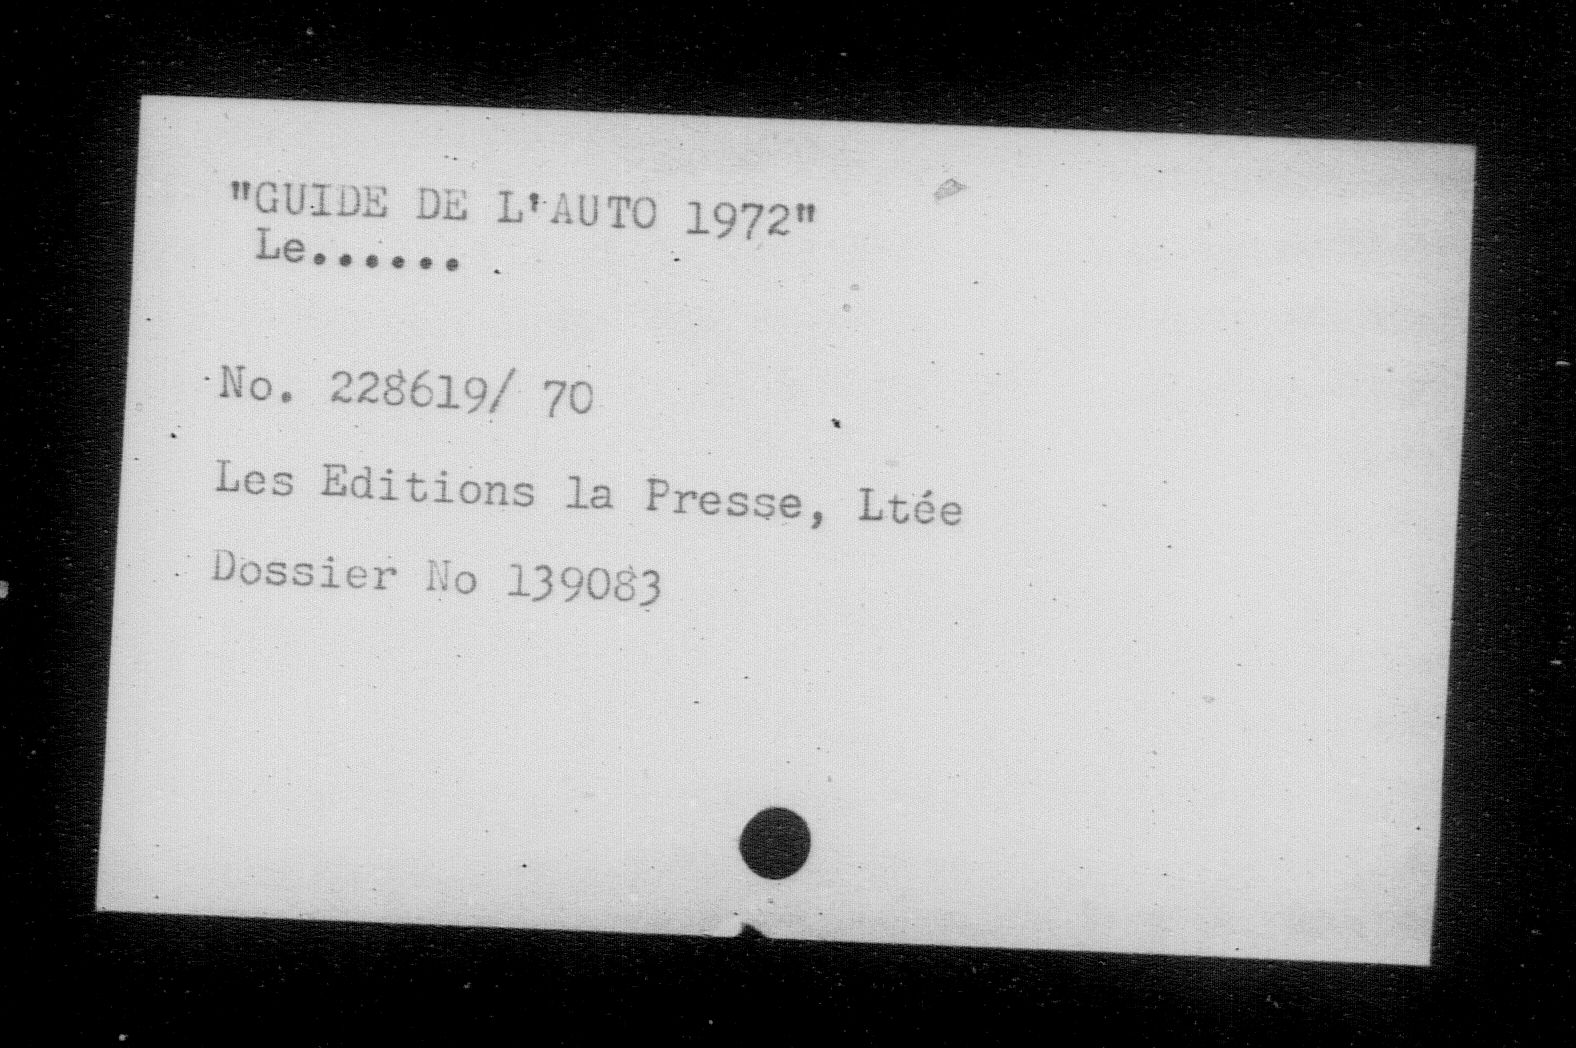 "GUIDE DE L'AUTO 1972"
Le......
No. 228619/ 70
Les Editions la Presse, Ltée
Dossier No 139083